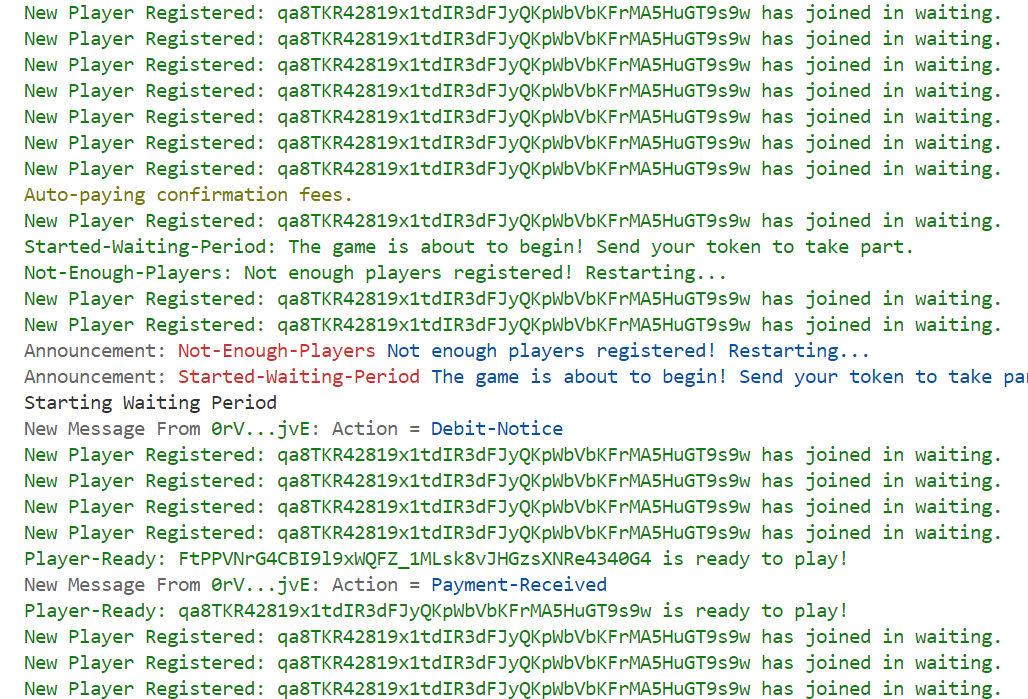 New Player Registered: qa8TKR42819x1tdIR3dFJyQKpWbVbKFrMA5HuGT9s9w has joined in waiting.
New Player Registered: qa8TKR42819x1tdIR3dFJyQKpWbVbKFrMA5HuGT9s9w has joined in waiting.
New Player Registered: qa8TKR42819x1tdIR3dFJyQKpWbVbKFrMA5HuGT9s9w has joined in waiting.
New Player Registered: qa8TKR42819x1tdIR3dFJyQKpWbVbKFrMA5HuGT9s9w has joined in waiting.
New Player Registered: qa8TKR42819x1tdIR3dFJyQKpWbVbKFrMA5HuGT9s9w has joined in waiting.
New Player Registered: qa8TKR42819x1tdIR3dFJyQKpWbVbKFrMA5HuGT9s9w has joined in waiting.
New Player Registered: qa8TKR42819x1tdIR3dFJyQKpWbVbKFrMA5HuGT9s9w has joined in waiting.
Auto-paying confirmation fees.
New Player Registered: qa8TKR42819x1tdIR3dFJyQKpWbVbKFrMA5HuGT9s9w has joined in waiting.
Started-Waiting-Period: The game is about to begin! Send your token to take part.
Not-Enough-Players: Not enough players registered! Restarting...
New Player Registered: qa8TKR42819x1tdIR3dFJyQKpWbVbKFrMA5HuGT9s9w has joined in waiting.
New Player Registered: qa8TKR42819x1tdIR3dFJyQKpWbVbKFrMA5HuGT9s9w has joined in waiting.
Announcement: Not-Enough-Players Not enough players registered! Restarting...
Announcement: Started-Waiting-Period The game is about to begin! Send your token to take par
Starting Waiting Period
New Message From 0rV...jvE: Action = Debit-Notice
New Player Registered: qa8TKR42819x1tdIR3dFJyQKpWbVbKFrMA5HuGT9s9w has joined in waiting.
New Player Registered: qa8TKR42819x1tdIR3dFJyQKpWbVbKFrMA5HuGT9s9w has joined in waiting.
New Player Registered: qa8TKR42819x1tdIR3dFJyQKpWbVbKFrMA5HuGT9s9w has joined in waiting.
New Player Registered: qa8TKR42819x1tdIR3dFJyQKpWbVbKFrMA5HuGT9s9w has joined in waiting.
Player-Ready: FtPPVNrG4CBI9l9xWQFZ_1MLsk8vJHGzsXNRe4340G4 is ready to play!
New Message From 0rV...jvE: Action = Payment-Received
Player-Ready: qa8TKR42819x1tdIR3dFJyQKpWbVbKFrMA5HuGT9s9w is ready to play!
New Player Registered: qa8TKR42819x1tdIR3dFJyQKpWbVbKFrMA5HuGT9s9w has joined in waiting.
New Player Registered: qa8TKR42819x1tdIR3dFJyQKpWbVbKFrMA5HuGT9s9w has joined in waiting.
New Player Registered: qa8TKR42819x1tdIR3dFJyQKpWbVbKFrMA5HuGT9s9w has joined in waiting.